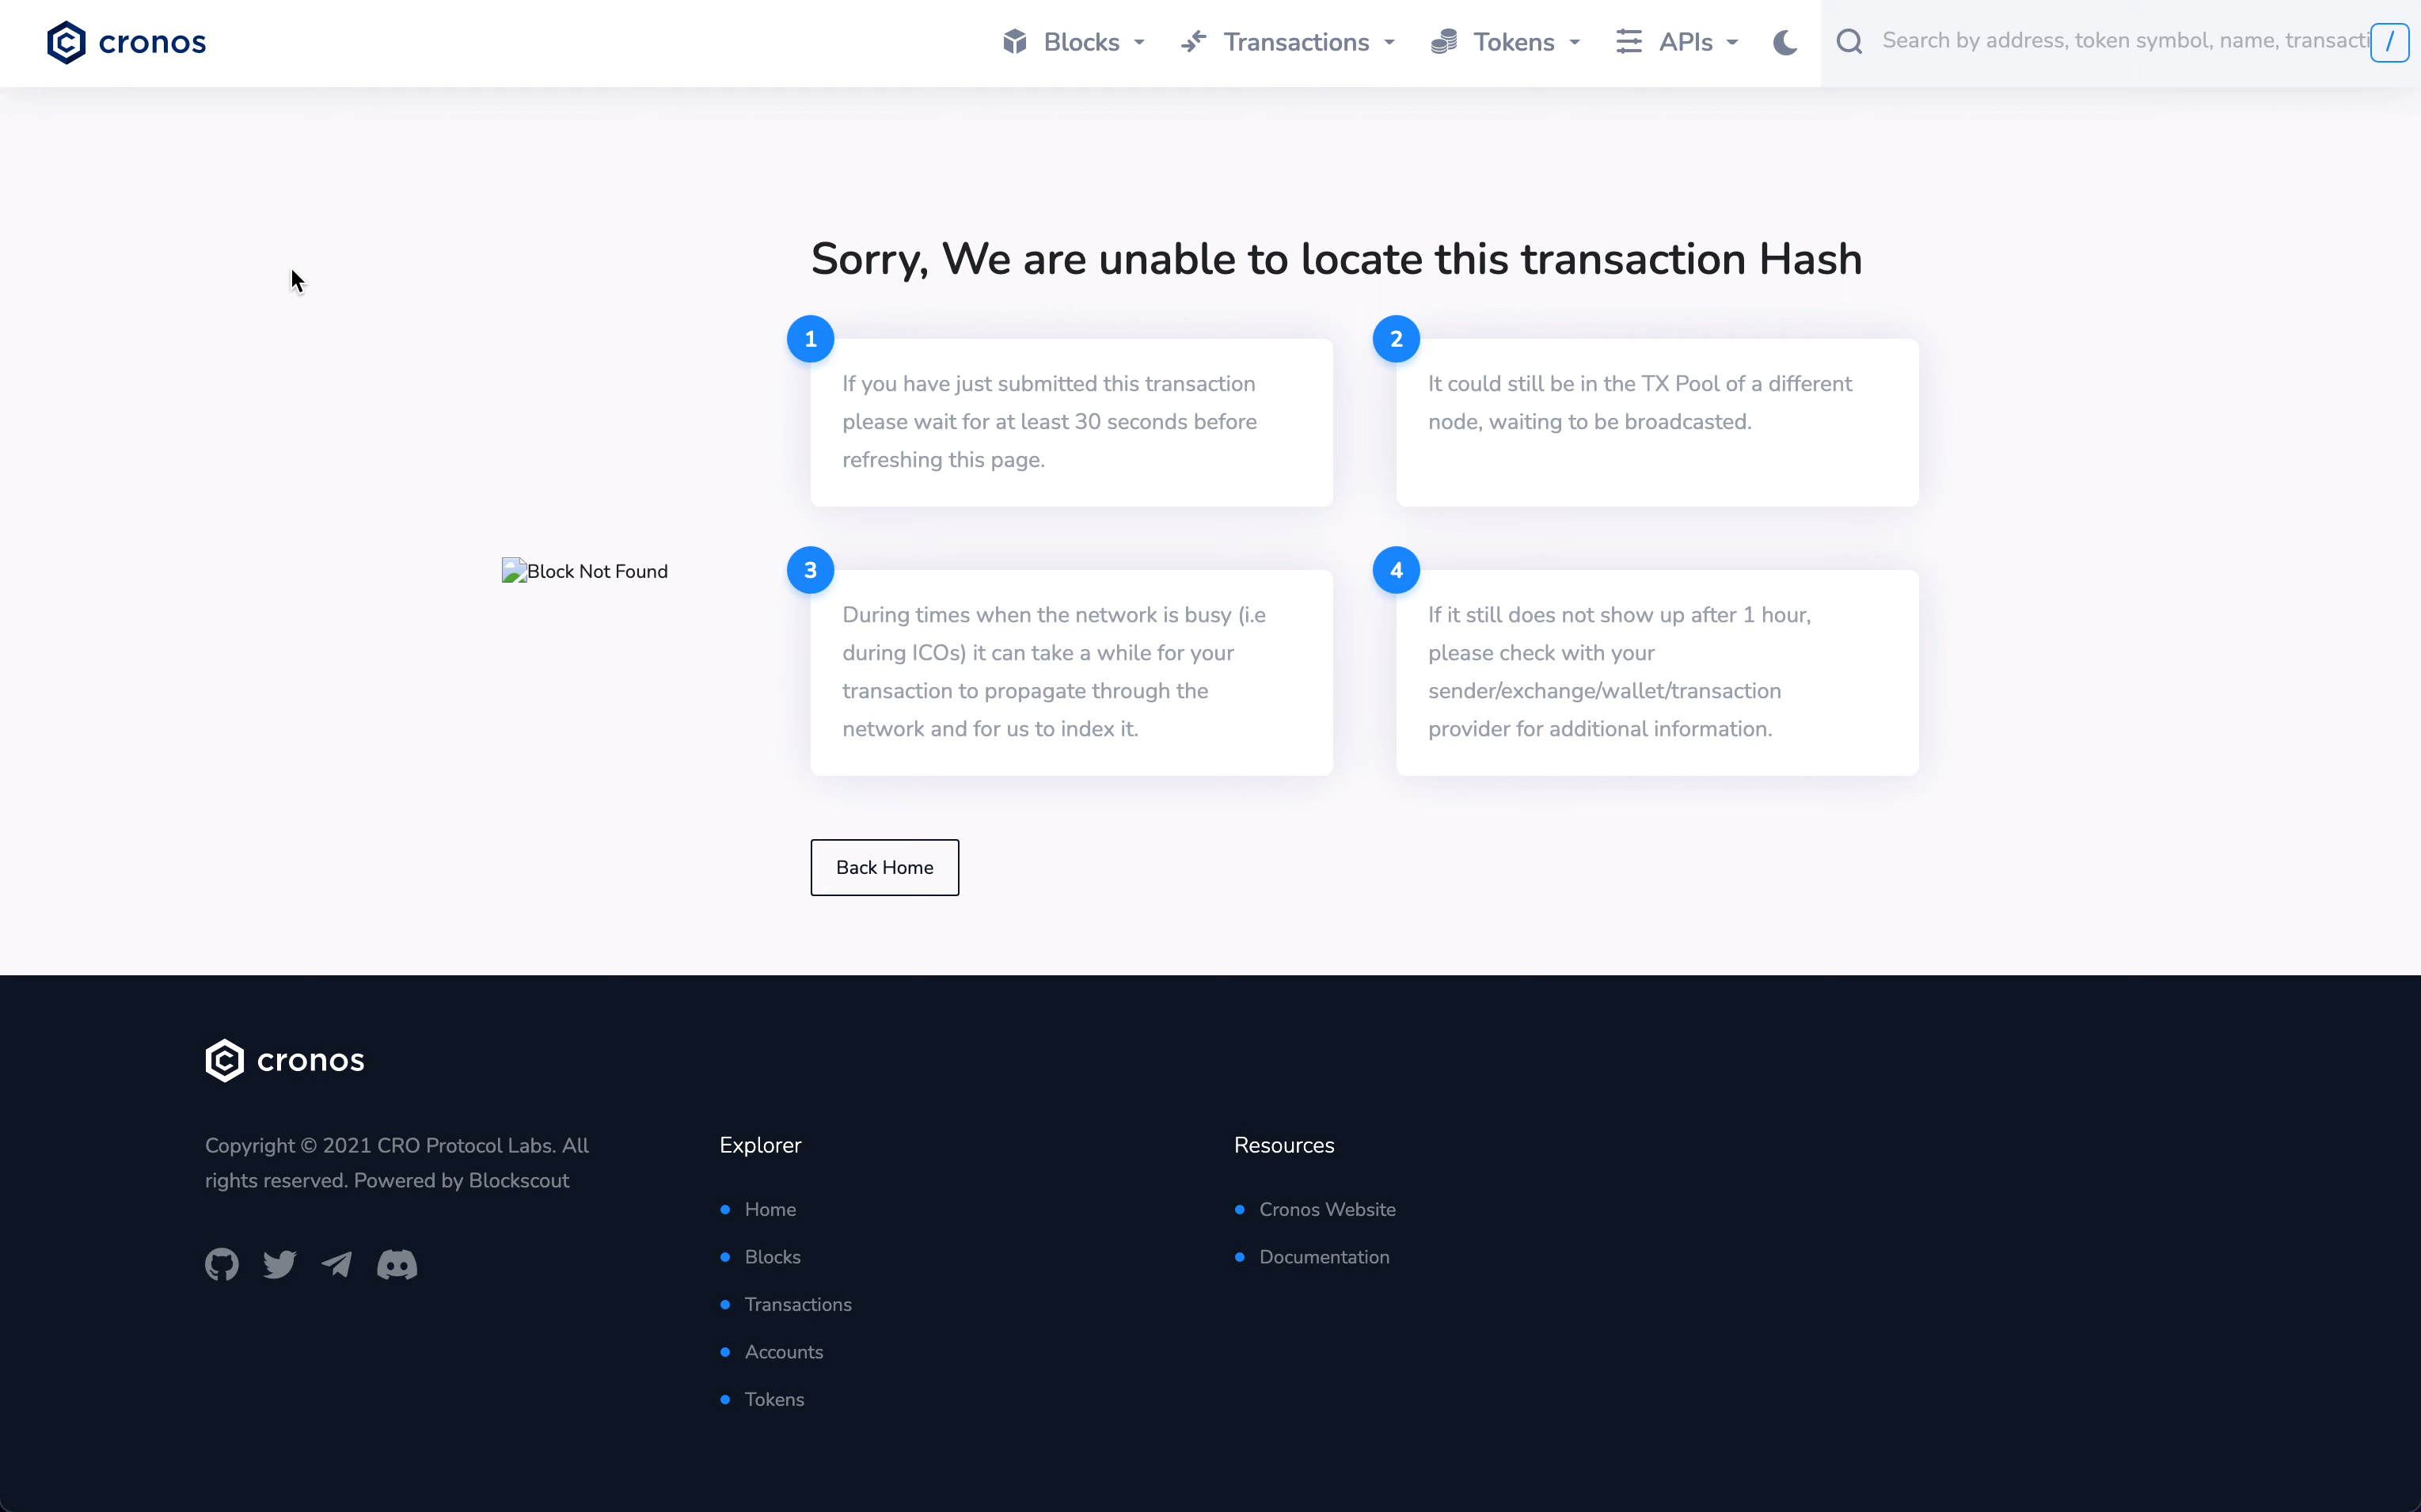 cronos
Blocks
Transactions
Tokens
APIs
Search by address, token symbol, name, transacti
/
Sorry, We are unable to locate this transaction Hash
1
If you have just submitted this transaction
please wait for at least 30 seconds before
refreshing this page.
2
It could still be in the TX Pool of a different
node, waiting to be broadcasted.
Block Not Found
3
During times when the network is busy (i.e
during ICOs) it can take a while for your
transaction to propagate through the
network and for us to index it.
4
If it still does not show up after 1 hour,
please check with your
sender/exchange/wallet/transaction
provider for additional information.
Back Home
cronos
Copyright © 2021 CRO Protocol Labs. All
rights reserved. Powered by Blockscout
Explorer
Home
Blocks
Transactions
Accounts
Tokens
Resources
Cronos Website
Documentation